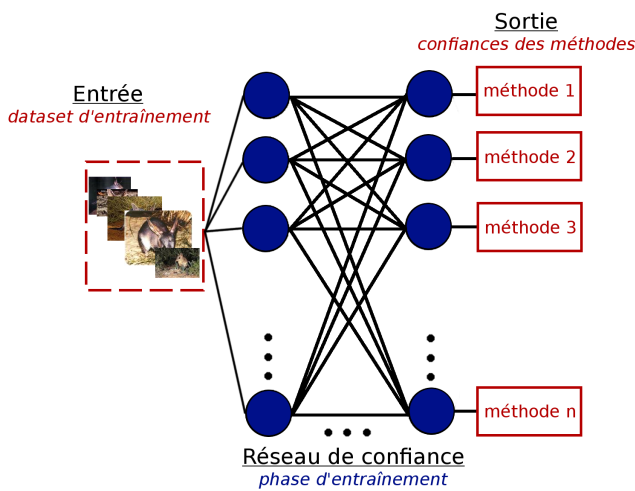 Sortie
confiances des méthodes
Entrée
dataset d'entraînement
méthode 1
méthode 2
méthode 3
méthode n
Réseau de confiance
phase d'entraînement